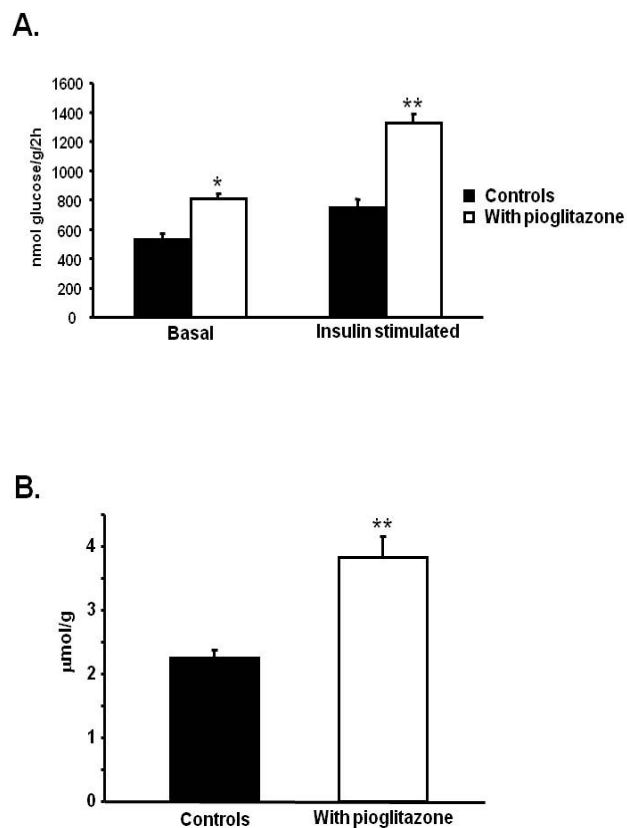 A.
nmol glucose/g/2h
1600
1400
1200
1000
800
600
400
200
0
*
**
Basal
Insulin stimulated
Controls
With pioglitazone
B.
μmol/g
4
3
2
1
0
**
Controls
With pioglitazone